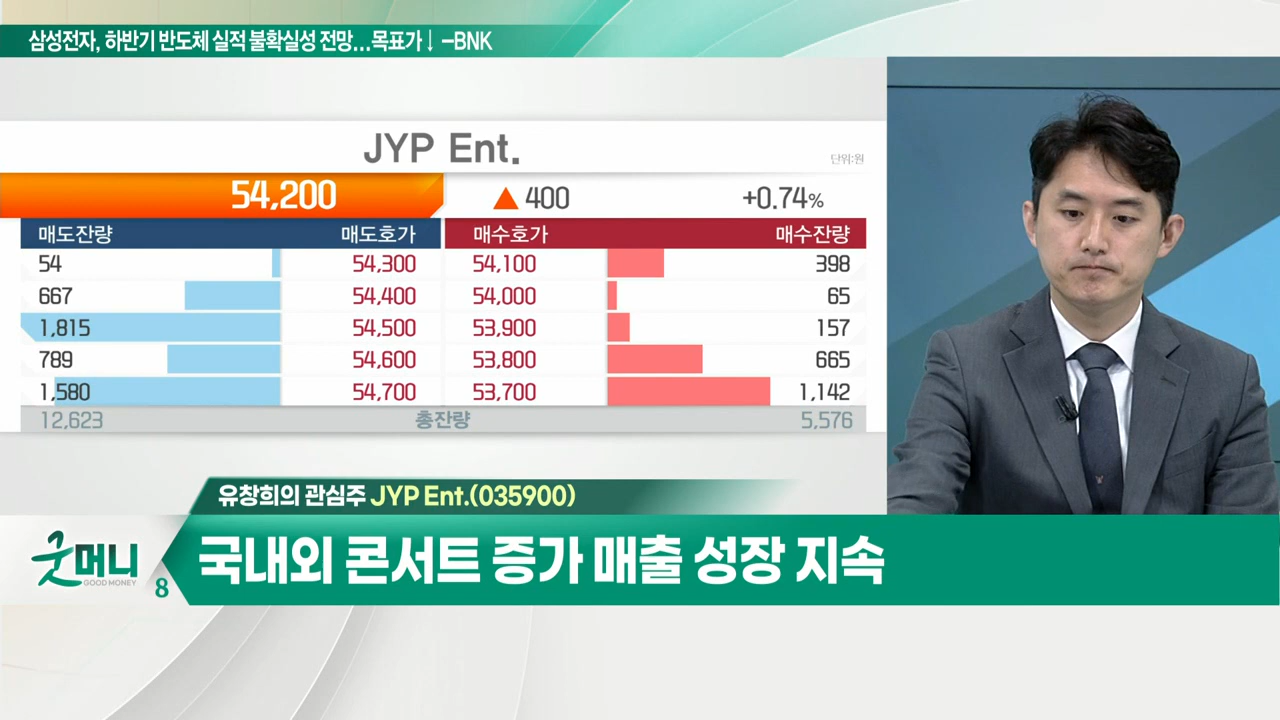 삼성전자, 하반기 반도체 실적 불확실성 전망...목표가↓ -BNK
JYP Ent.
단위:원
54,200 ▲ 400 +0.74%
매도잔량 매도호가 매수호가 매수잔량
54 54,300 54,100 398
667 54,400 54,000 65
1,815 54,500 53,900 157
789 54,600 53,800 665
1,580 54,700 53,700 1,142
12,623 총잔량 5,576
유창희의 관심주 JYP Ent.(035900)
굿머니
GOOD MONEY
8
국내외 콘서트 증가 매출 성장 지속